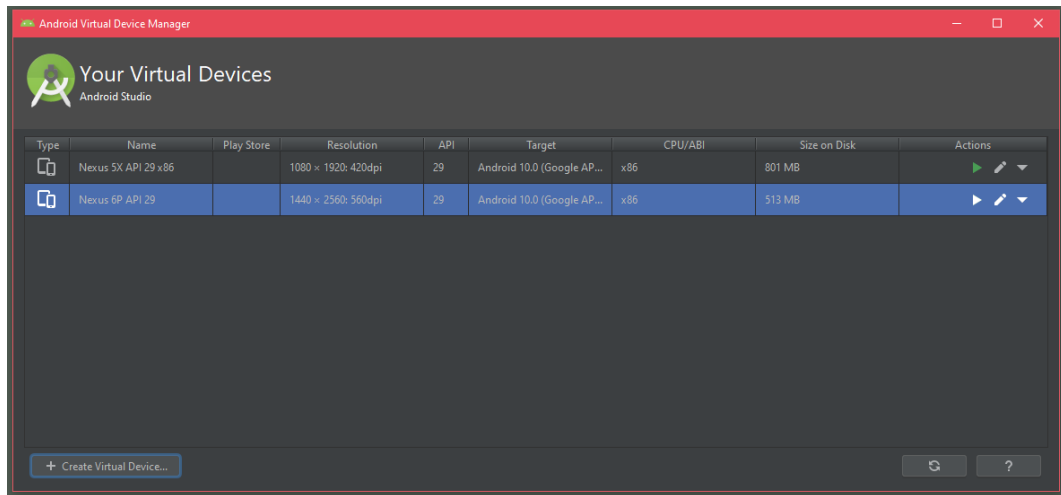 Android Virtual Device Manager
Your Virtual Devices
Android Studio
Type Name Play Store Resolution API Target CPU/ABI Size on Disk Actions
Nexus 5X API 29 x86 1080 × 1920: 420dpi 29 Android 10.0 (Google AP... x86 801 MB
Nexus 6P API 29 1440 × 2560: 560dpi 29 Android 10.0 (Google AP... x86 513 MB
+ Create Virtual Device... ?